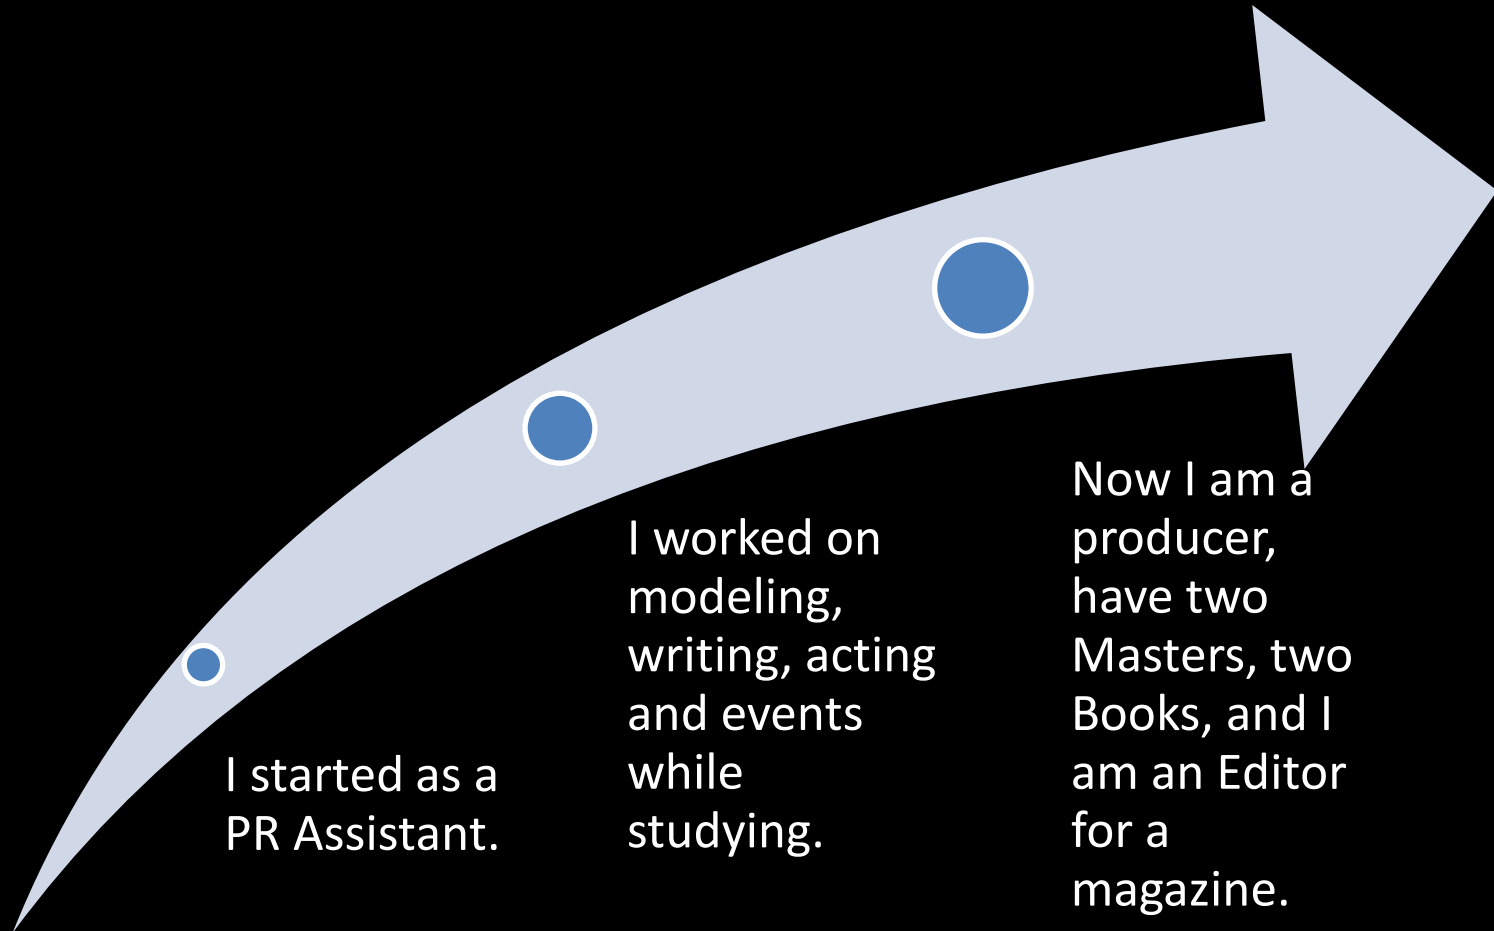 I started as a
PR Assistant.
I worked on
modeling,
writing, acting
and events
while
studying.
Now I am a
producer,
have two
Masters, two
Books, and I
am an Editor
for a
magazine.